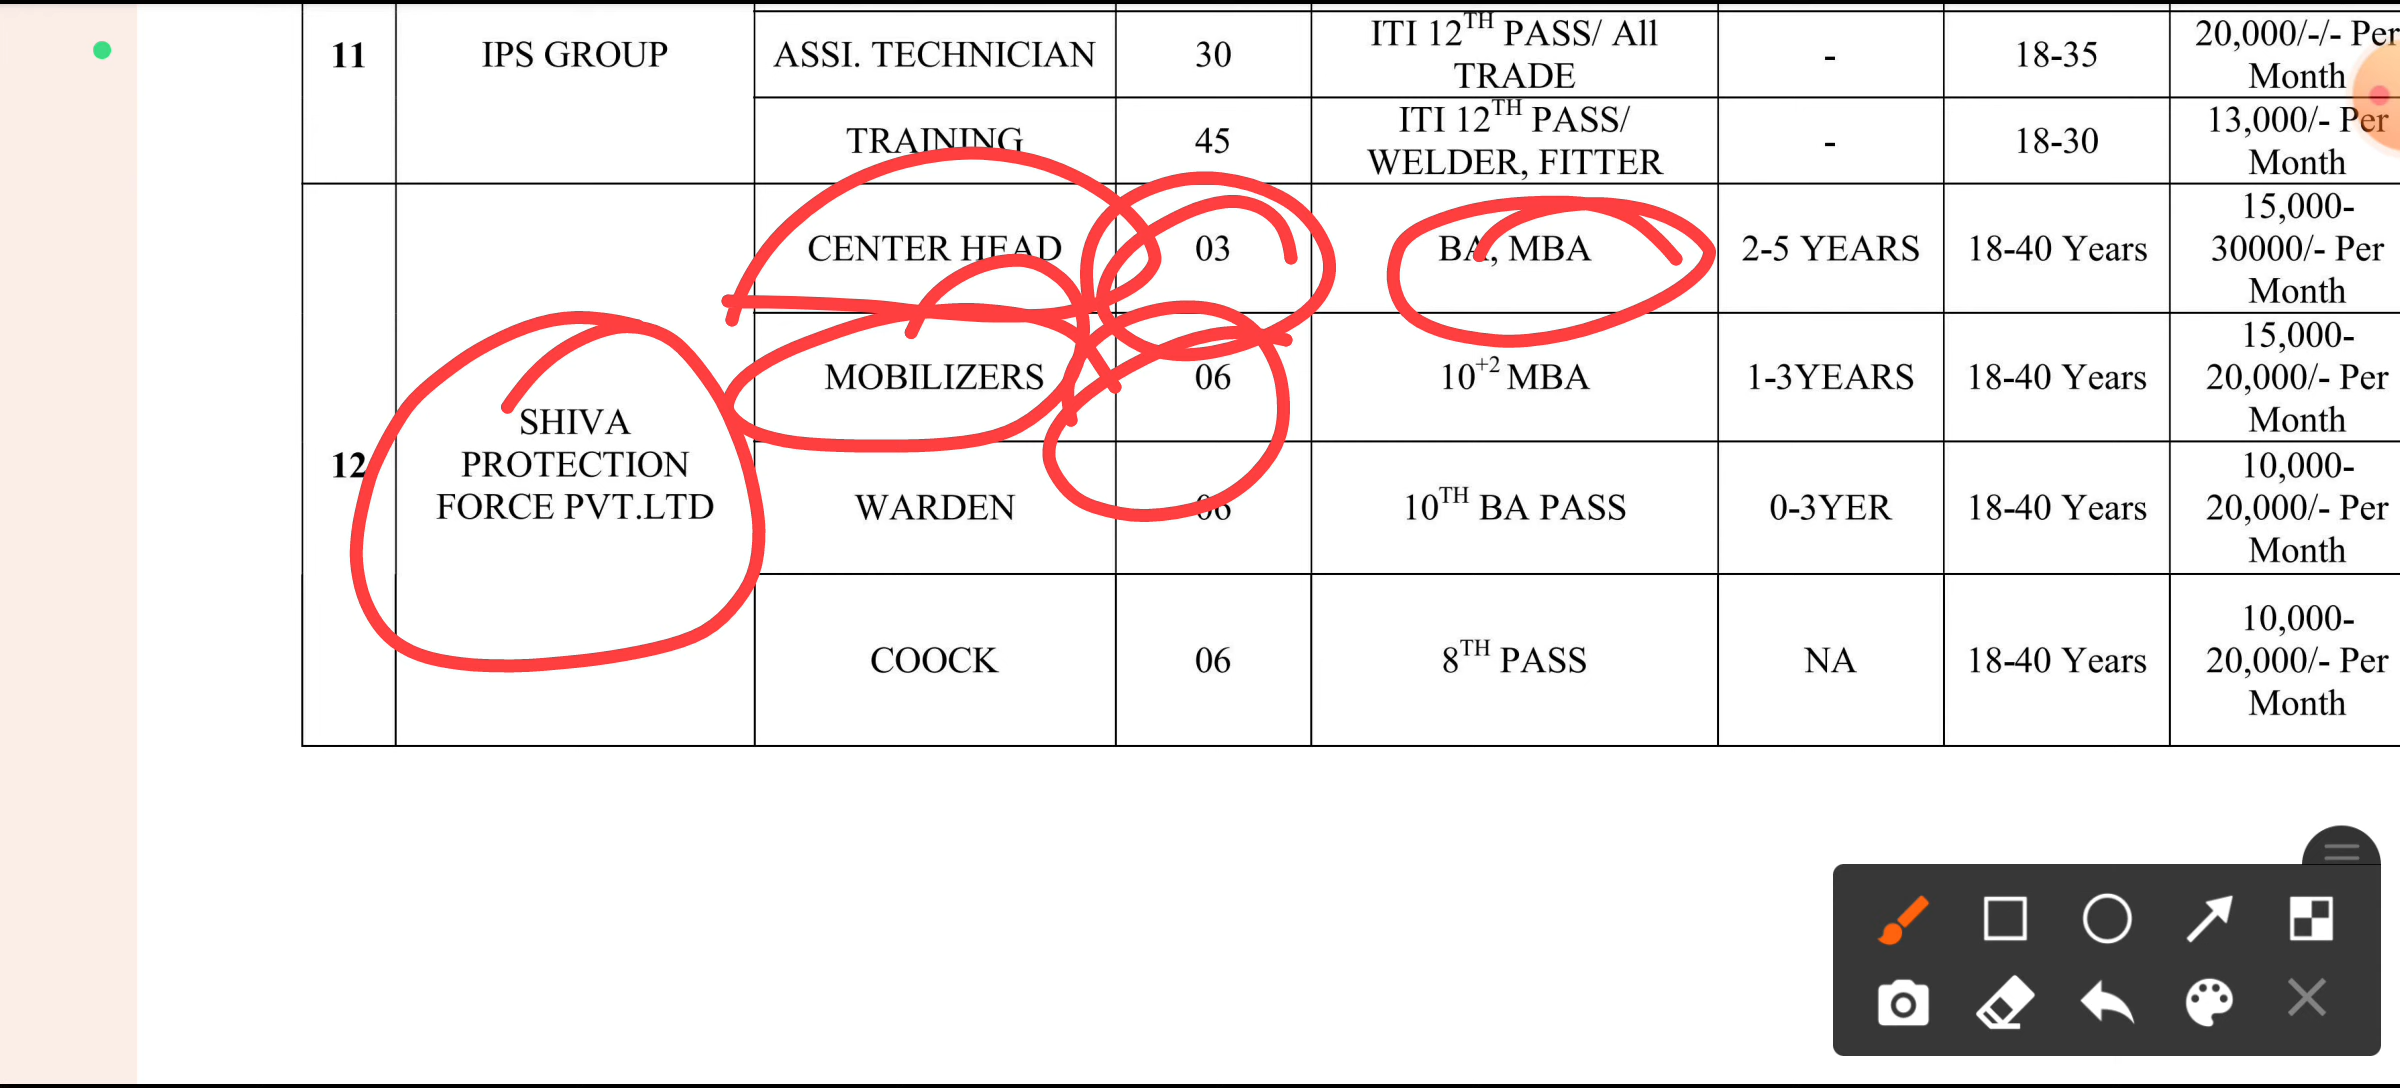 11 IPS GROUP ASSI. TECHNICIAN 30 ITI 12TH PASS/ All TRADE - 18-35 20,000/-/- Per Month
TRAINING 45 ITI 12TH PASS/ WELDER, FITTER - 18-30 13,000/- Per Month
12 SHIVA PROTECTION FORCE PVT.LTD
CENTER HEAD 03 BA, MBA 2-5 YEARS 18-40 Years 15,000-30000/- Per Month
MOBILIZERS 06 10+2 MBA 1-3YEARS 18-40 Years 15,000-20,000/- Per Month
WARDEN 06 10TH BA PASS 0-3YER 18-40 Years 10,000-20,000/- Per Month
COOCK 06 8TH PASS NA 18-40 Years 10,000-20,000/- Per Month